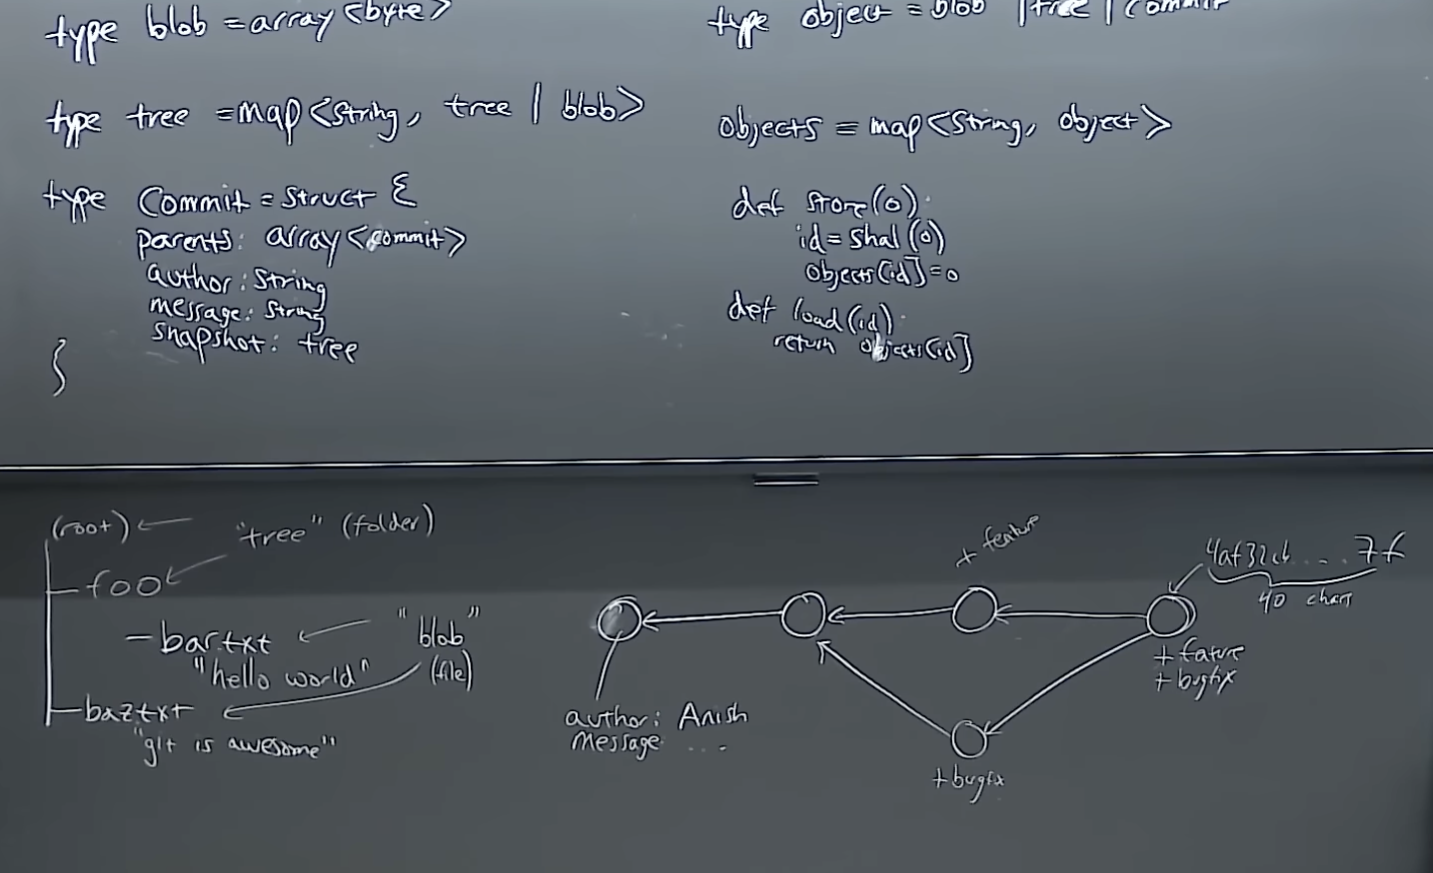 type blob = array <byte>
type tree = map <string, tree | blob>
type commit = struct {
parents: array <commit>
author: string
message: string
snapshot: tree
}
type object = blob | tree | commit
objects = map <string, object>
def store(o):
id = sha1(o)
objects[id] = o
def load(id):
return objects[id]
(root)
"tree" (folder)
foo
- bar.txt
"blob"
(file)
"hello world"
baz.txt
"git is awesome"
+ feature
4af32cb.... 7f
40 chars
+ fature
+ bugfix
author: Anish
message ....
+ bugfix